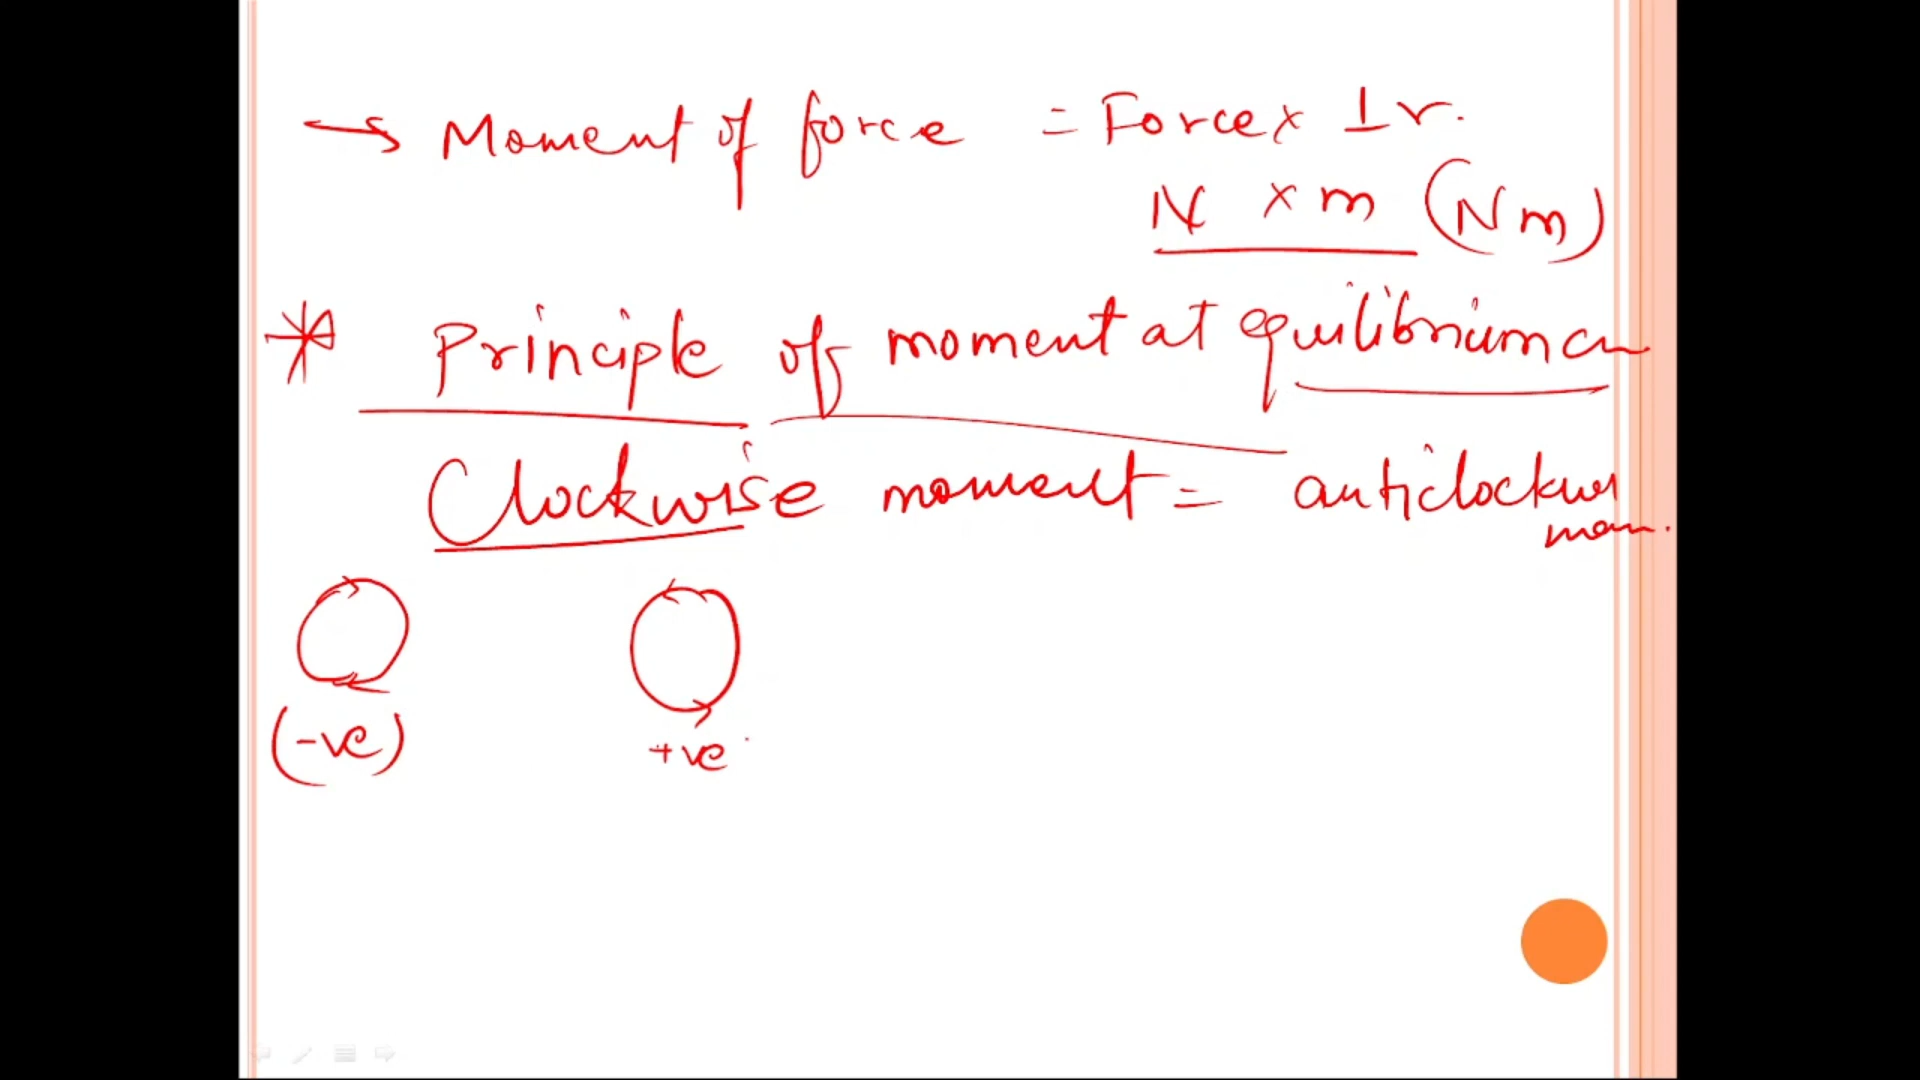 → Moment of force = Force x ⊥r.
N x m (Nm)
* Principle of moment at equilibrium
Clockwise moment = anticlockwise
mom.
(-ve) +ve